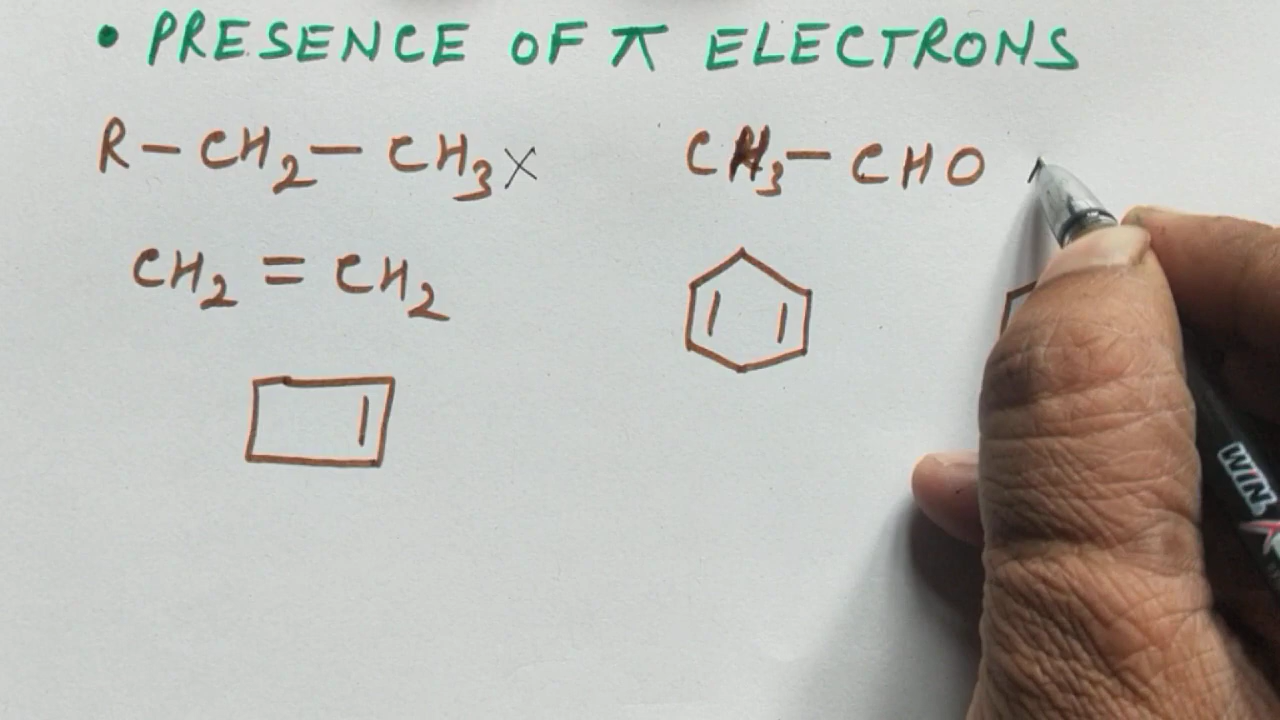 • PRESENCE OF π ELECTRONS
R-CH₂-CH₃ X CH₃-CHO
CH₂=CH₂
WIN